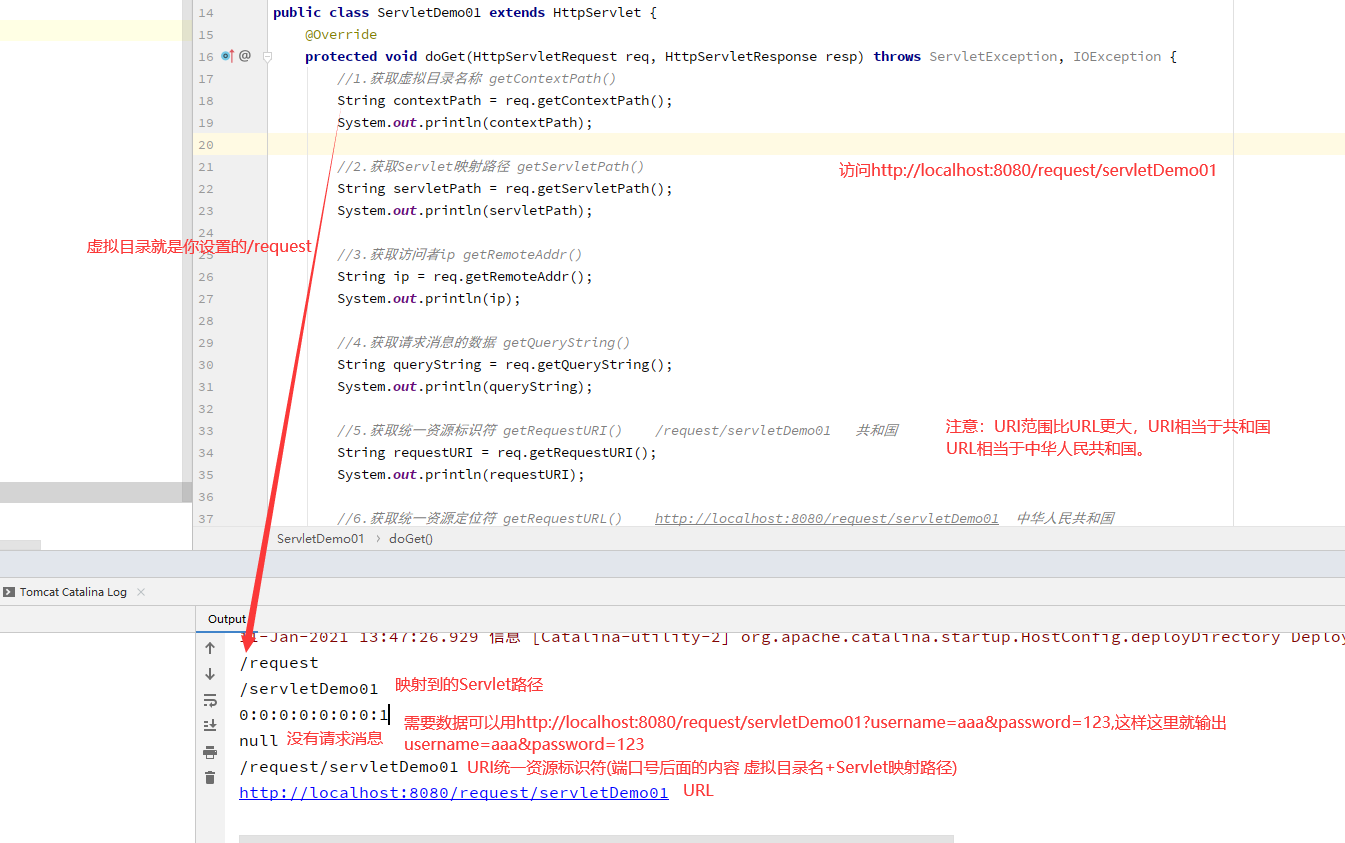 14 public class ServletDemo01 extends HttpServlet {
15 @Override
16 @ protected void doGet(HttpServletRequest req, HttpServletResponse resp) throws ServletException, IOException {
17 //1.获取虚拟目录名称 getContextPath()
18 String contextPath = req.getContextPath();
19 System.out.println(contextPath);
20
21 //2.获取Servlet映射路径 getServletPath()
访问http://localhost:8080/request/servletDemo01
22 String servletPath = req.getServletPath();
23 System.out.println(servletPath);
24
虚拟目录就是你设置的/request
25 //3.获取访问者ip getRemoteAddr()
26 String ip = req.getRemoteAddr();
27 System.out.println(ip);
28
29 //4.获取请求消息的数据 getQueryString()
30 String queryString = req.getQueryString();
31 System.out.println(queryString);
32
33 //5.获取统一资源标识符 getRequestURI() /request/servletDemo01 共和国
注意：URI范围比URL更大，URI相当于共和国
URL相当于中华人民共和国。
34 String requestURI = req.getRequestURI();
35 System.out.println(requestURI);
36
37 //6.获取统一资源定位符 getRequestURL() http://localhost:8080/request/servletDemo01 中华人民共和国
ServletDemo01 › doGet()
Tomcat Catalina Log
Output
-Jan-2021 13:47:26.929 信息 [Catalina-utility-2] org.apache.catalina.startup.HostConfig.deployDirectory Deploy
/request
/servletDemo01 映射到的Servlet路径
0:0:0:0:0:0:0:1
需要数据可以用http://localhost:8080/request/servletDemo01?username=aaa&password=123,这样这里就输出
username=aaa&password=123
null 没有请求消息
/request/servletDemo01 URI统一资源标识符(端口号后面的内容 虚拟目录名+Servlet映射路径)
http://localhost:8080/request/servletDemo01 URL